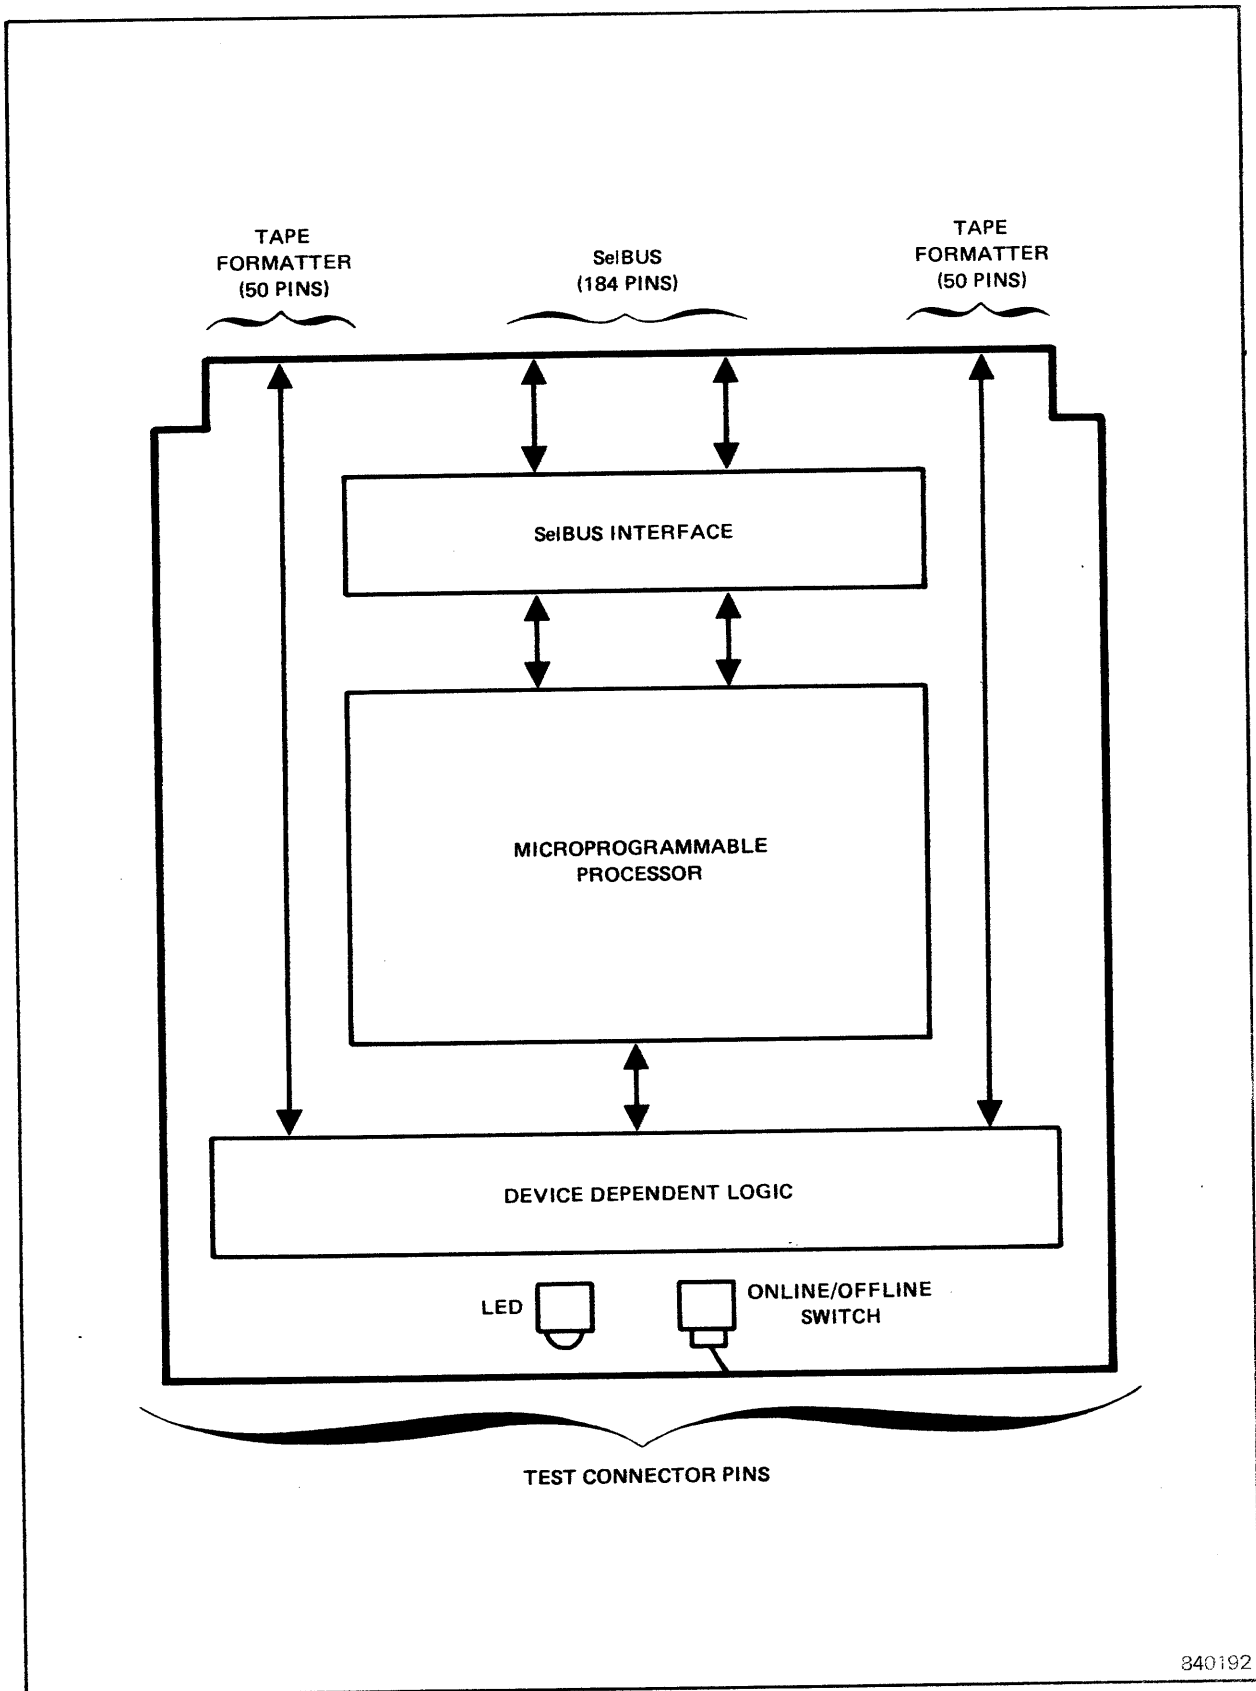 TAPE
FORMATTER
(50 PINS)
SelBUS
(184 PINS)
TAPE
FORMATTER
(50 PINS)
SelBUS INTERFACE
MICROPROGRAMMABLE
PROCESSOR
DEVICE DEPENDENT LOGIC
LED
ONLINE/OFFLINE
SWITCH
TEST CONNECTOR PINS
840192